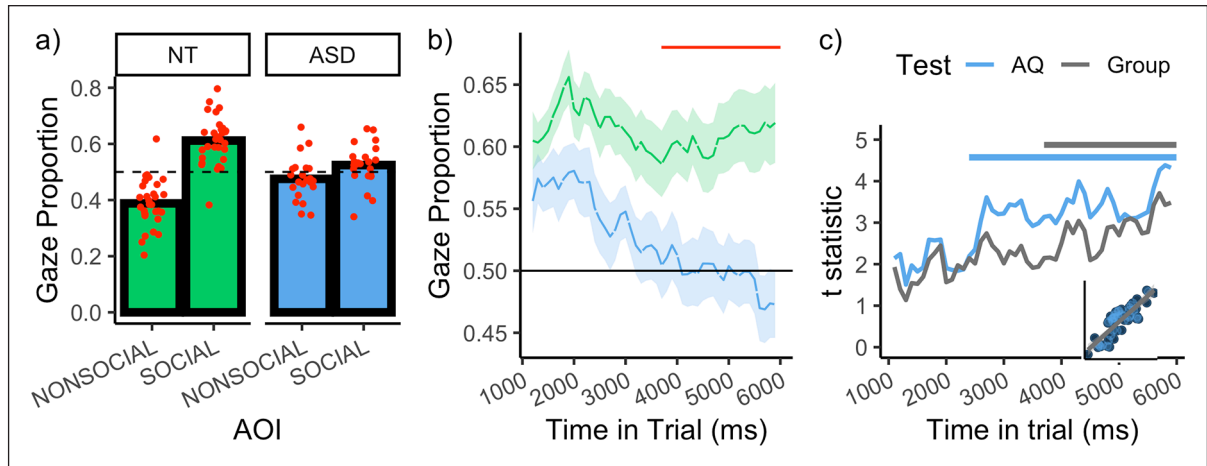 a)
NT
ASD
Gaze Proportion
0.8
0.6
0.4
0.2
0.0
NONSOCIAL
SOCIAL
NONSOCIAL
SOCIAL
AOI
b)
Gaze Proportion
0.65
0.60
0.55
0.50
0.45
1000
2000
3000
4000
5000
6000
Time in Trial (ms)
c)
Test AQ Group
t statistic
5
4
3
2
1
0
1000
2000
3000
4000
5000
6000
Time in trial (ms)